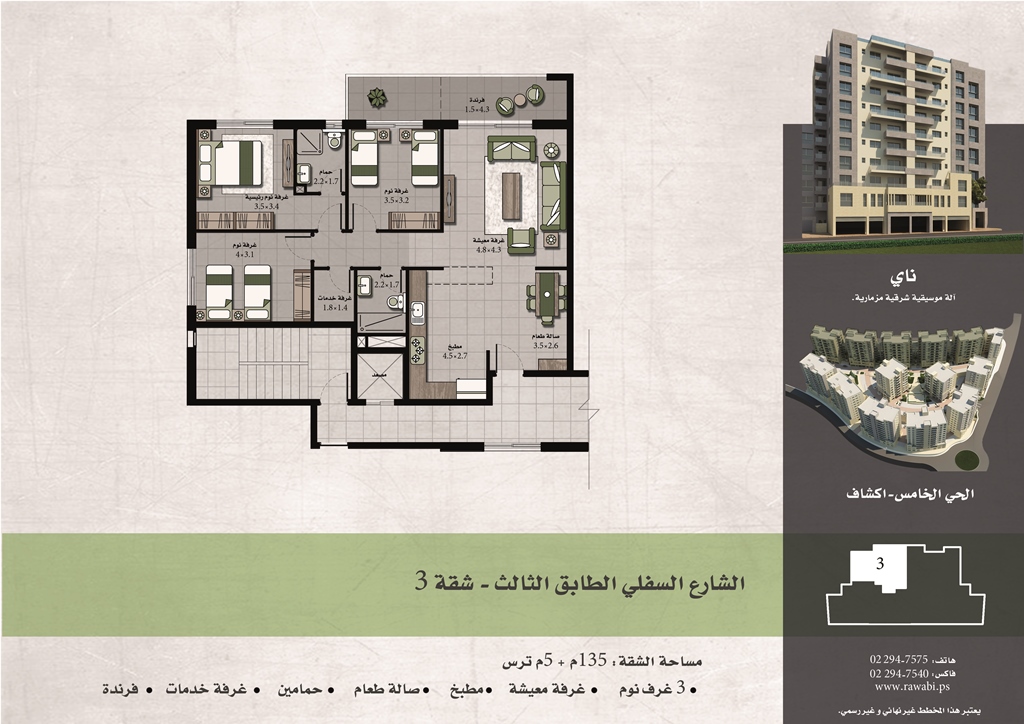 فرندة
1.5×4.3
حمام
2.2×1.7
غرفة نوم رئيسية
3.5×3.4
غرفة نوم
3.5×3.2
غرفة معيشة
4.8×4.3
غرفة نوم
4×3.1
غرفة خدمات
1.8×1.4
حمام
2.2×1.7
صالة طعام
3.5×2.6
مطبخ
4.5×2.7
مصعد
ناي
آلة موسيقية شرقية مزمارية.
الحي الخامس-اكشاف
3
الشارع السفلي الطابق الثالث - شقة 3
مساحة الشقة: 135م + 5م ترس
• 3 غرف نوم • غرفة معيشة • مطبخ • صالة طعام • حمامين • غرفة خدمات • فرندة
هاتف: 02 294-7575
فاكس: 02 294-7540
www.rawabi.ps
يعتبر هذا المخطط غير نهائي و غير رسمي.